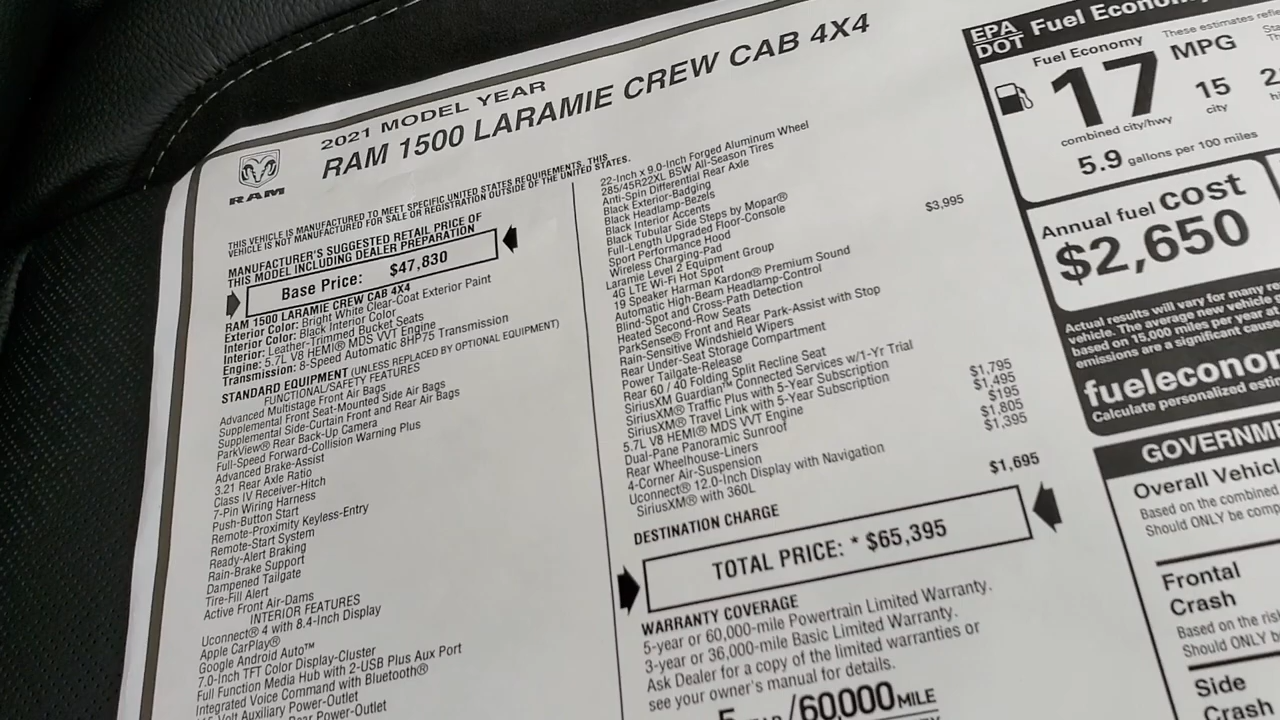 2021 MODEL YEAR
RAM 1500 LARAMIE CREW CAB 4X4
RAM
THIS VEHICLE IS MANUFACTURED TO MEET SPECIFIC UNITED STATES REQUIREMENTS. THIS
VEHICLE IS NOT MANUFACTURED FOR SALE OR REGISTRATION OUTSIDE OF THE UNITED STATES.
MANUFACTURER'S SUGGESTED RETAIL PRICE OF
THIS MODEL INCLUDING DEALER PREPARATION
Base Price: $47,830
RAM 1500 LARAMIE CREW CAB 4X4
Exterior Color: Bright White Clear-Coat Exterior Paint
Interior Color: Black Interior Color
Interior: Leather-Trimmed Bucket Seats
Engine: 5.7L V8 HEMI® MDS VVT Engine
Transmission: 8-Speed Automatic 8HP75 Transmission
STANDARD EQUIPMENT (UNLESS REPLACED BY OPTIONAL EQUIPMENT)
FUNCTIONAL/SAFETY FEATURES
Advanced Multistage Front Air Bags
Supplemental Front Seat-Mounted Side Air Bags
Supplemental Side-Curtain Front and Rear Air Bags
ParkView® Rear Back-Up Camera
Full-Speed Forward-Collision Warning Plus
Advanced Brake-Assist
3.21 Rear Axle Ratio
Class IV Receiver-Hitch
7-Pin Wiring Harness
Push-Button Start
Remote-Proximity Keyless-Entry
Remote-Start System
Ready-Alert Braking
Rain-Brake Support
Dampened Tailgate
Tire-Fill Alert
Active Front Air-Dams
INTERIOR FEATURES
Uconnect® 4 with 8.4-Inch Display
Apple CarPlay®
Google Android Auto™
7.0-Inch TFT Color Display-Cluster
Full Function Media Hub with 2-USB Plus Aux Port
Integrated Voice Command with Bluetooth®
Volt Auxiliary Power-Outlet
Rear Power-Outlet
22-Inch x 9.0-Inch Forged Aluminum Wheel
285/45R22XL BSW All-Season Tires
Anti-Spin Differential Rear Axle
Black Exterior-Badging
Black Headlamp-Bezels
Black Interior Accents
Black Tubular Side Steps by Mopar®
Full-Length Upgraded Floor-Console
Sport Performance Hood
Wireless Charging-Pad
Laramie Level 2 Equipment Group $3,995
4G LTE Wi-Fi Hot Spot
19 Speaker Harman Kardon® Premium Sound
Automatic High-Beam Headlamp-Control
Blind-Spot and Cross-Path Detection
Heated Second-Row Seats
ParkSense® Front and Rear Park-Assist with Stop
Rain-Sensitive Windshield Wipers
Rear Under-Seat Storage Compartment
Power Tailgate-Release
Rear 60 / 40 Folding Split Recline Seat
SiriusXM Guardian™ Connected Services w/1-Yr Trial
SiriusXM® Traffic Plus with 5-Year Subscription
SiriusXM® Travel Link with 5-Year Subscription
5.7L V8 HEMI® MDS VVT Engine $1,795
Dual-Pane Panoramic Sunroof $1,495
Rear Wheelhouse-Liners $195
4-Corner Air-Suspension $1,805
Uconnect® 12.0-Inch Display with Navigation $1,395
SiriusXM® with 360L
DESTINATION CHARGE $1,695
TOTAL PRICE: * $65,395
WARRANTY COVERAGE
5-year or 60,000-mile Powertrain Limited Warranty.
3-year or 36,000-mile Basic Limited Warranty.
Ask Dealer for a copy of the limited warranties or
see your owner's manual for details.
/60,000 MILE
EPA
DOT
Fuel
Fuel Economy
These estimates
17 MPG
15
city
combined city/hwy
5.9 gallons per 100 miles
Annual fuel cost
$2,650
Actual results will vary for many
vehicle. The average new vehicle
based on 15,000 miles per year at
emissions are a significant
Calculate personalized
Overall
Based on the combined
Should ONLY be
Frontal
Crash
Based on the
Should ONLY
Side
Crash